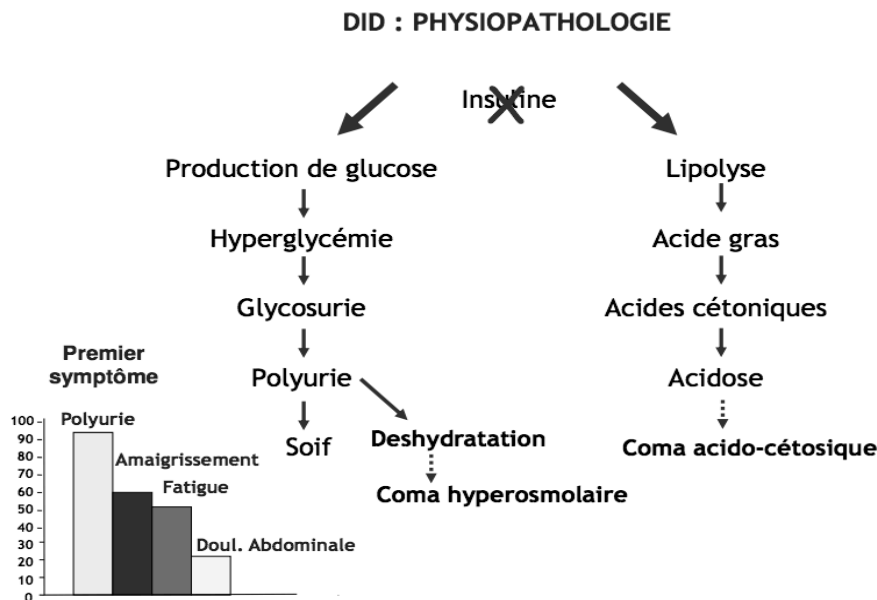 DID : PHYSIOPATHOLOGIE
Insuline
Production de glucose
Hyperglycémie
Glycosurie
Polyurie
Soif
Deshydratation
Coma hyperosmolaire
Lipolyse
Acide gras
Acides cétoniques
Acidose
Coma acido-cétosique
Premier
symptôme
100
90
80
70
60
50
40
30
20
10
0
Polyurie
Amaigrissement
Fatigue
Doul. Abdominale